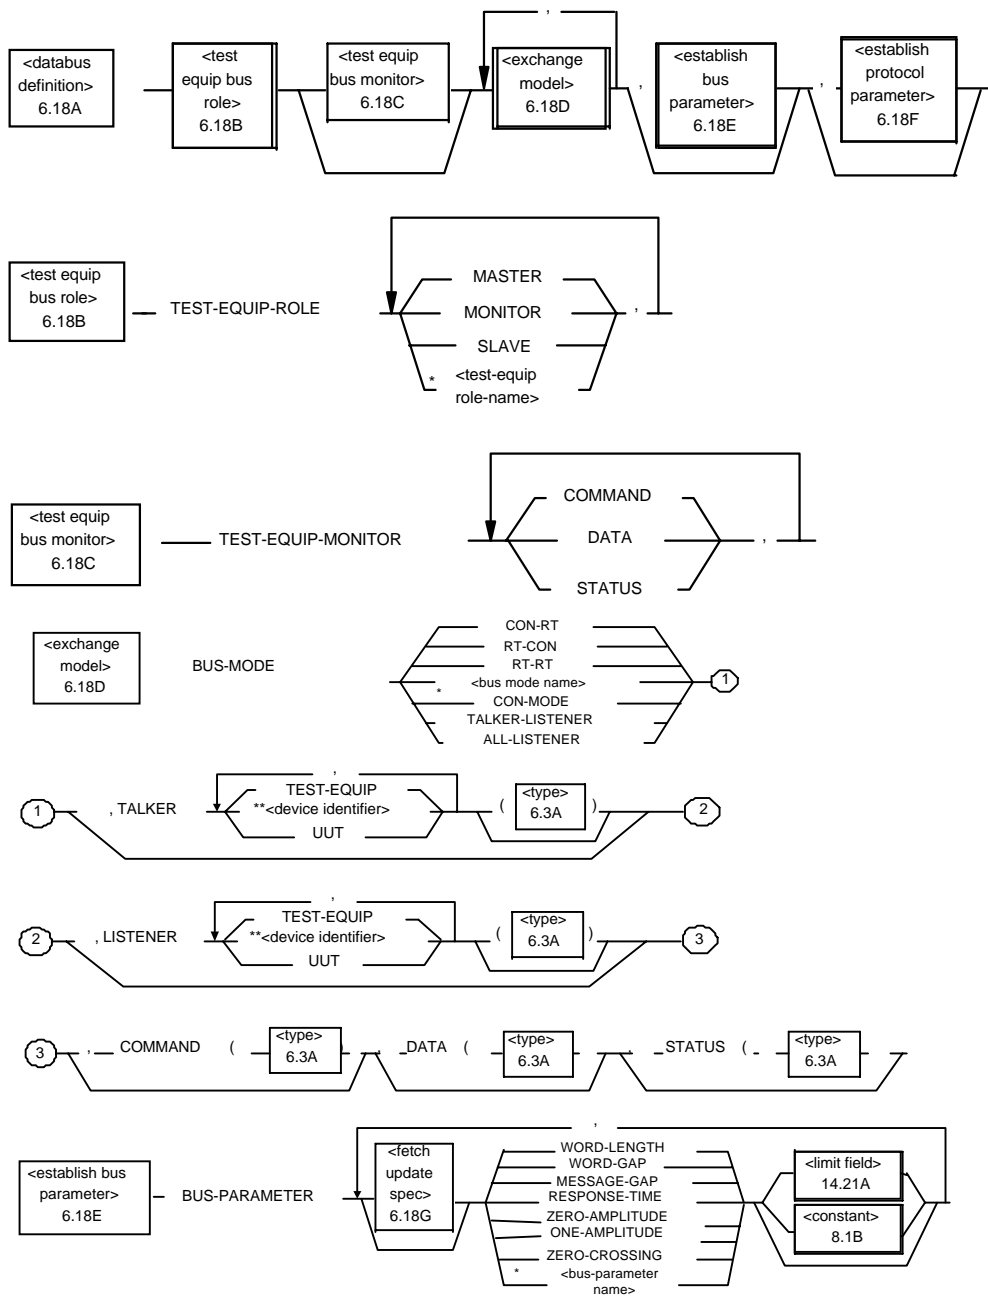 <databus
definition>
6.18A
<test
equip bus
role>
6.18B
<test equip
bus monitor>
6.18C
,
<exchange
model>
6.18D
,
<establish
bus
parameter>
6.18E
,
<establish
protocol
parameter>
6.18F
<test equip
bus role>
6.18B
TEST-EQUIP-ROLE
MASTER
MONITOR
SLAVE
* <test-equip
role-name>
,
<test equip
bus monitor>
6.18C
TEST-EQUIP-MONITOR
COMMAND
DATA
STATUS
,
<exchange
model>
6.18D
BUS-MODE
CON-RT
RT-CON
RT-RT
* <bus mode name>
CON-MODE
TALKER-LISTENER
ALL-LISTENER
1
1
, TALKER
,
TEST-EQUIP
**<device identifier>
UUT
( <type> )
6.3A
2
2
, LISTENER
,
TEST-EQUIP
**<device identifier>
UUT
( <type> )
6.3A
3
3
, COMMAND ( <type> )
6.3A
, DATA ( <type>
6.3A
, STATUS ( <type>
6.3A
<establish bus
parameter>
6.18E
BUS-PARAMETER
,
<fetch
update
spec>
6.18G
WORD-LENGTH
WORD-GAP
MESSAGE-GAP
RESPONSE-TIME
ZERO-AMPLITUDE
ONE-AMPLITUDE
ZERO-CROSSING
* <bus-parameter
name>
<limit field>
14.21A
<constant>
8.1B